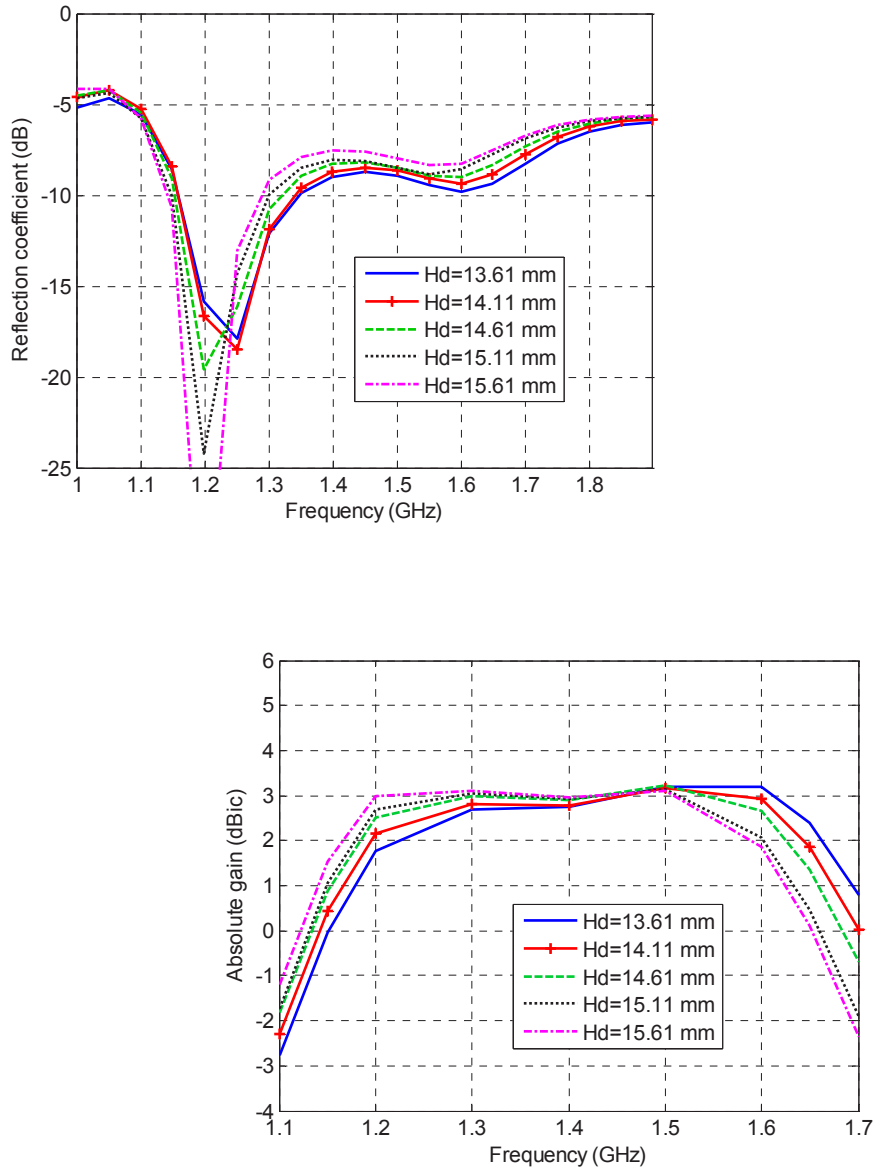 0
-5
-10
-15
-20
-25
Reflection coefficient (dB)
Hd=13.61 mm
Hd=14.11 mm
Hd=14.61 mm
Hd=15.11 mm
Hd=15.61 mm
1 1.1 1.2 1.3 1.4 1.5 1.6 1.7 1.8
Frequency (GHz)
6
5
4
3
2
1
0
-1
-2
-3
-4
Absolute gain (dBic)
Hd=13.61 mm
Hd=14.11 mm
Hd=14.61 mm
Hd=15.11 mm
Hd=15.61 mm
1.1 1.2 1.3 1.4 1.5 1.6 1.7
Frequency (GHz)